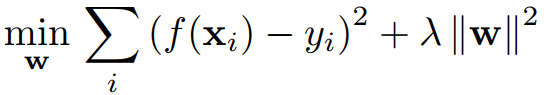 min_w ∑_i (f(x_i) − y_i)² + λ ‖w‖²